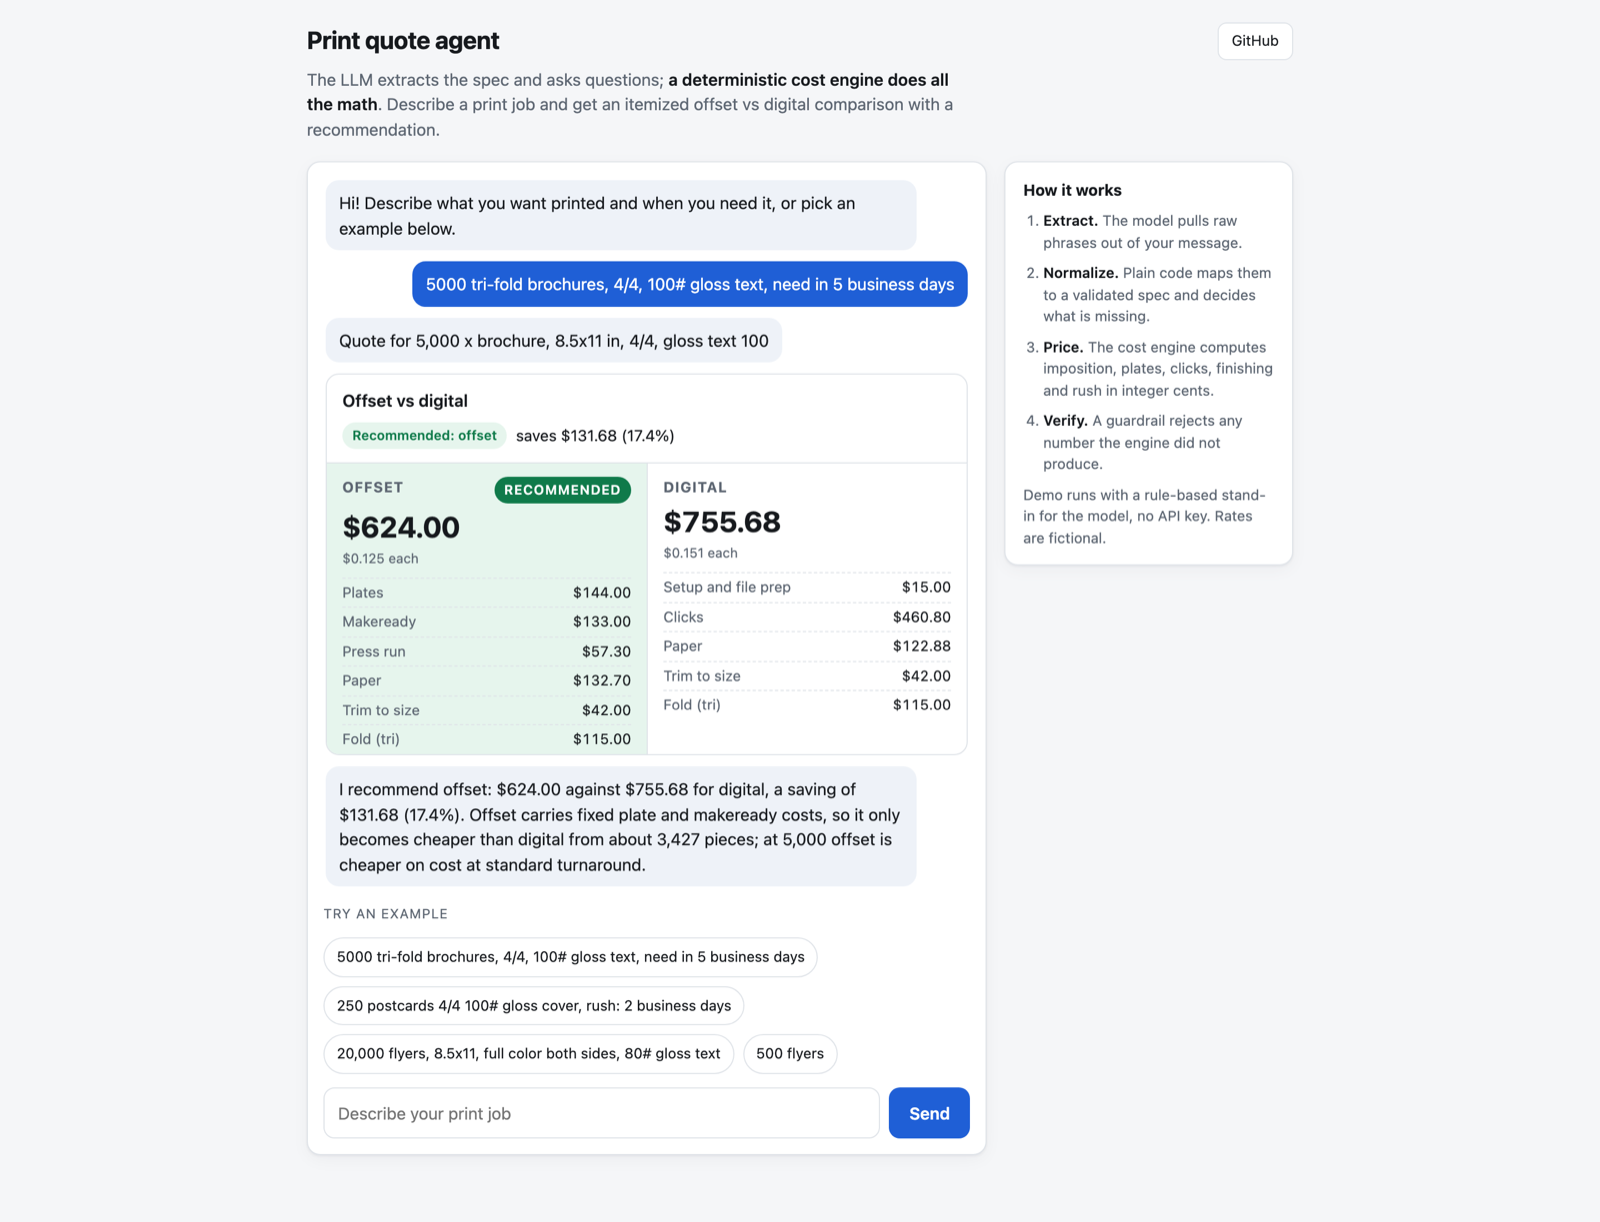 Print quote agent
GitHub
The LLM extracts the spec and asks questions; a deterministic cost engine does all
the math. Describe a print job and get an itemized offset vs digital comparison with a
recommendation.
Hi! Describe what you want printed and when you need it, or pick an
example below.
5000 tri-fold brochures, 4/4, 100# gloss text, need in 5 business days
Quote for 5,000 x brochure, 8.5x11 in, 4/4, gloss text 100
Offset vs digital
Recommended: offset saves $131.68 (17.4%)
OFFSET RECOMMENDED
$624.00
$0.125 each
Plates $144.00
Makeready $133.00
Press run $57.30
Paper $132.70
Trim to size $42.00
Fold (tri) $115.00
DIGITAL
$755.68
$0.151 each
Setup and file prep $15.00
Clicks $460.80
Paper $122.88
Trim to size $42.00
Fold (tri) $115.00
I recommend offset: $624.00 against $755.68 for digital, a saving of
$131.68 (17.4%). Offset carries fixed plate and makeready costs, so it only
becomes cheaper than digital from about 3,427 pieces; at 5,000 offset is
cheaper on cost at standard turnaround.
TRY AN EXAMPLE
5000 tri-fold brochures, 4/4, 100# gloss text, need in 5 business days
250 postcards 4/4 100# gloss cover, rush: 2 business days
20,000 flyers, 8.5x11, full color both sides, 80# gloss text
500 flyers
Describe your print job
Send
How it works
1. Extract. The model pulls raw
phrases out of your message.
2. Normalize. Plain code maps them
to a validated spec and decides
what is missing.
3. Price. The cost engine computes
imposition, plates, clicks, finishing
and rush in integer cents.
4. Verify. A guardrail rejects any
number the engine did not
produce.
Demo runs with a rule-based stand-
in for the model, no API key. Rates
are fictional.